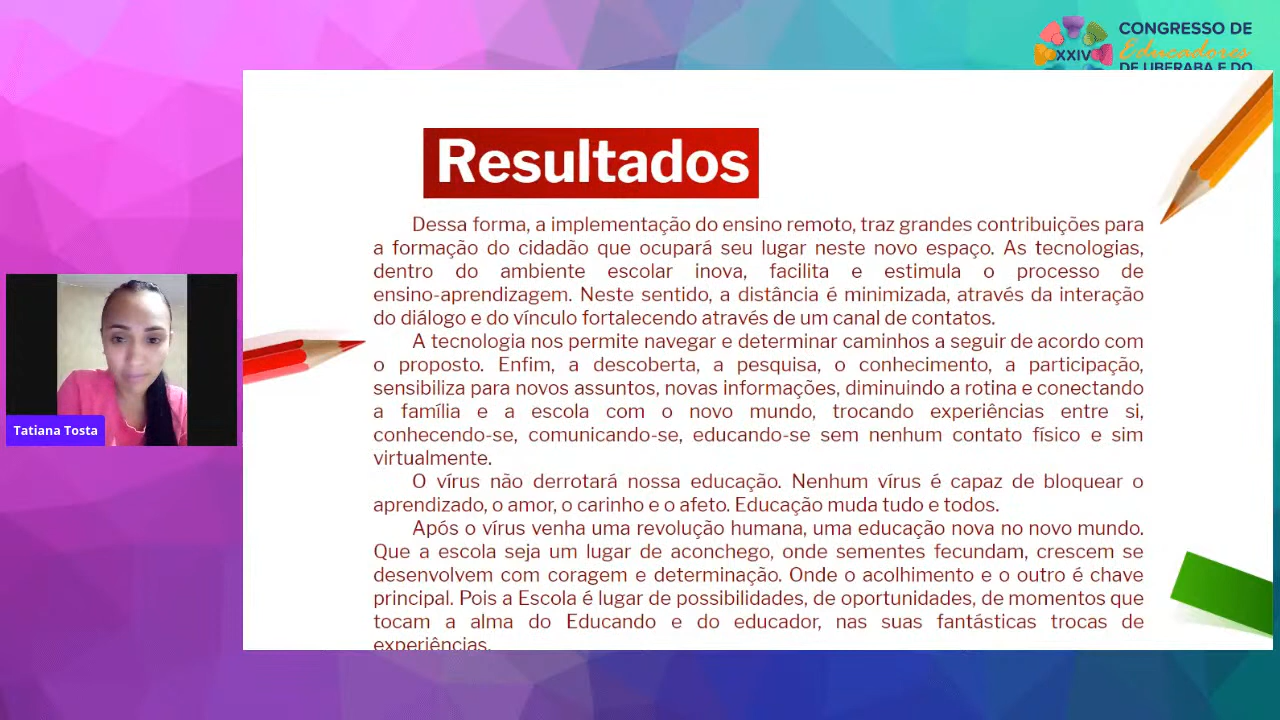 CONGRESSO DE
Educadores
XXIV
DE UBERABA E DO
Resultados
Dessa forma, a implementação do ensino remoto, traz grandes contribuições para
a formação do cidadão que ocupará seu lugar neste novo espaço. As tecnologias,
dentro do ambiente escolar inova, facilita e estimula o processo de
ensino-aprendizagem. Neste sentido, a distância é minimizada, através da interação
do diálogo e do vínculo fortalecendo através de um canal de contatos.
A tecnologia nos permite navegar e determinar caminhos a seguir de acordo com
o proposto. Enfim, a descoberta, a pesquisa, o conhecimento, a participação,
sensibiliza para novos assuntos, novas informações, diminuindo a rotina e conectando
a família e a escola com o novo mundo, trocando experiências entre si,
conhecendo-se, comunicando-se, educando-se sem nenhum contato físico e sim
virtualmente.
O vírus não derrotará nossa educação. Nenhum vírus é capaz de bloquear o
aprendizado, o amor, o carinho e o afeto. Educação muda tudo e todos.
Após o vírus venha uma revolução humana, uma educação nova no novo mundo.
Que a escola seja um lugar de aconchego, onde sementes fecundam, crescem se
desenvolvem com coragem e determinação. Onde o acolhimento e o outro é chave
principal. Pois a Escola é lugar de possibilidades, de oportunidades, de momentos que
tocam a alma do Educando e do educador, nas suas fantásticas trocas de
experiências.
Tatiana Tosta